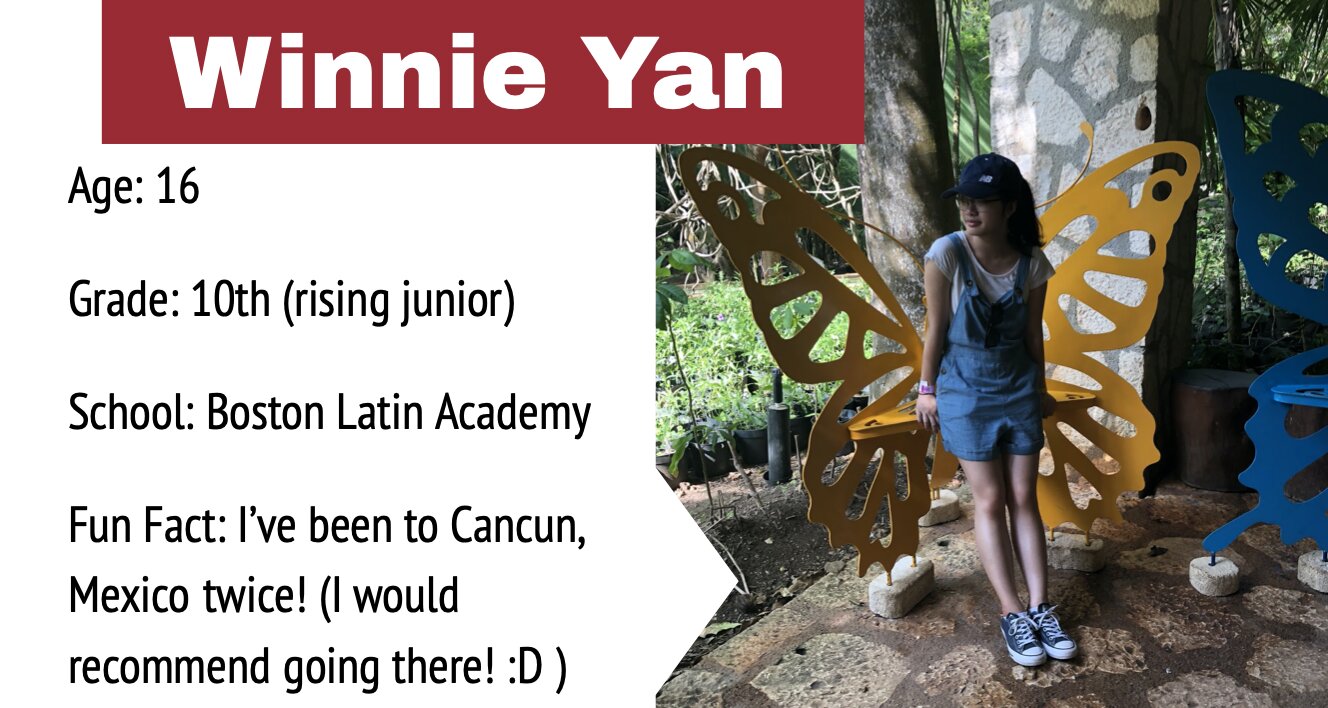 Winnie Yan
Age: 16
Grade: 10th (rising junior)
School: Boston Latin Academy
Fun Fact: I’ve been to Cancun,
Mexico twice! (I would
recommend going there! :D )